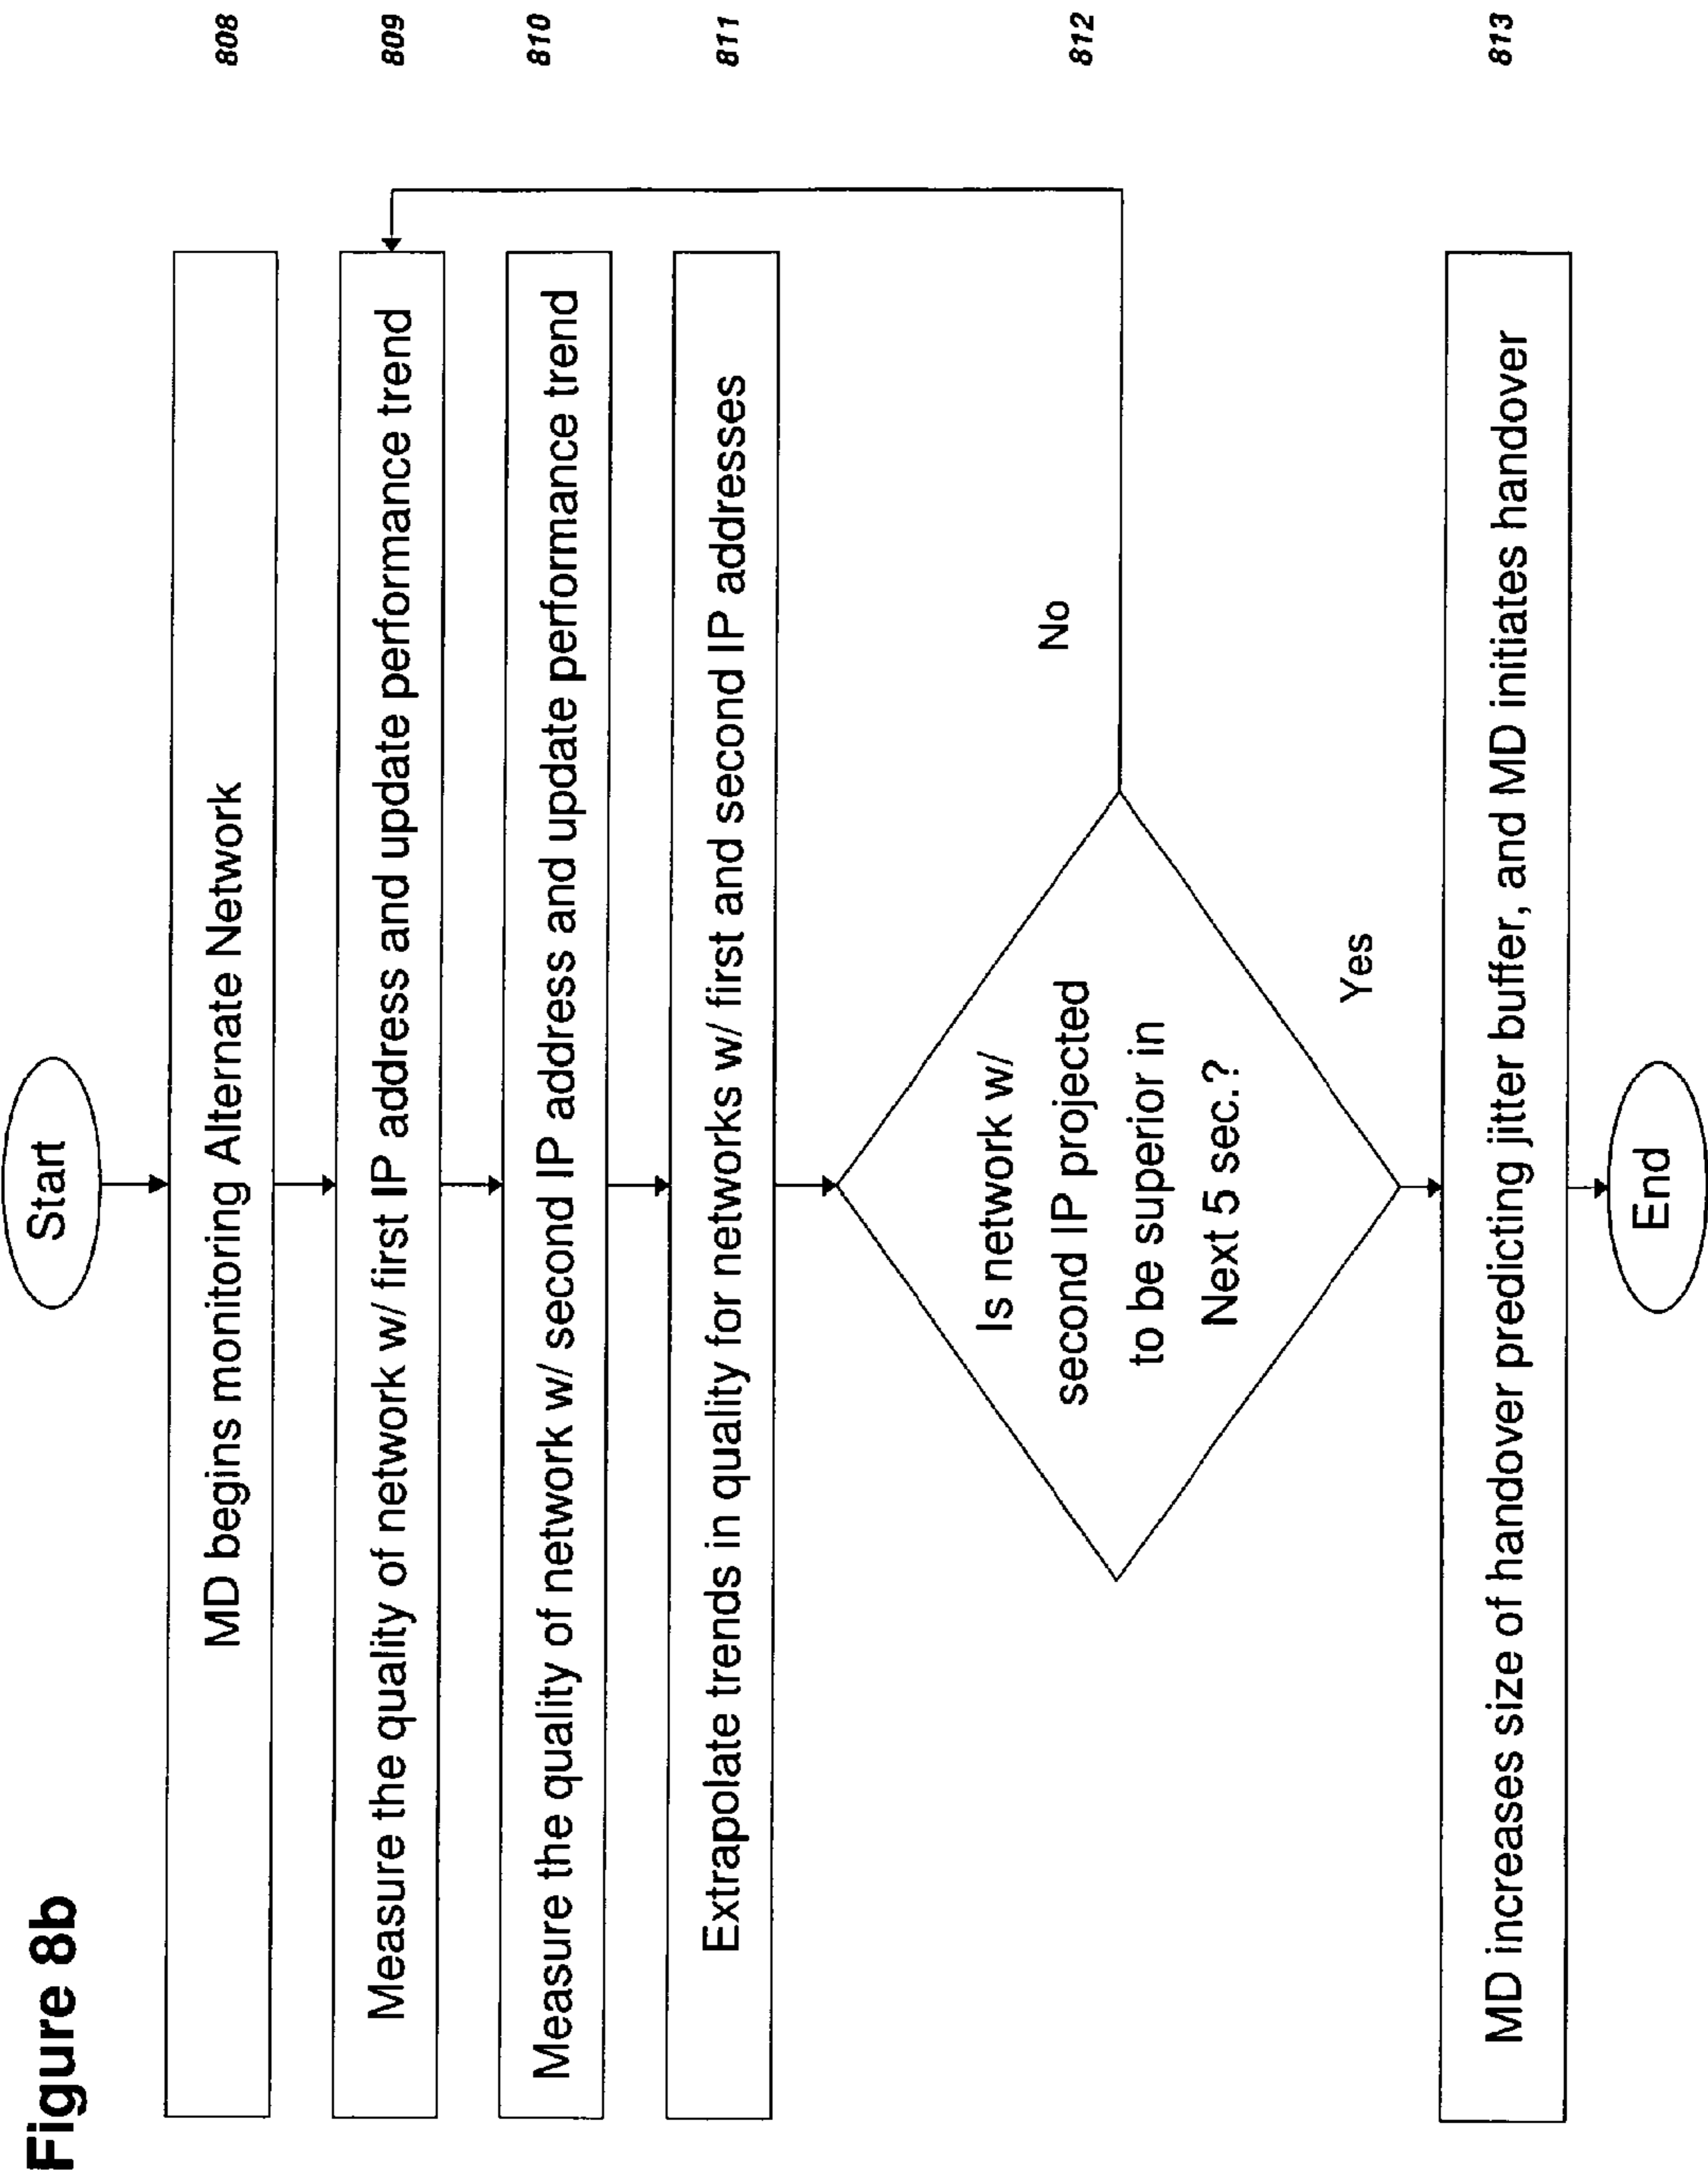 Figure 8b
Start
MD begins monitoring Alternate Network
808
Measure the quality of network w/ first IP address and update performance trend
809
Measure the quality of network w/ second IP address and update performance trend
810
Extrapolate trends in quality for networks w/ first and second IP addresses
811
Is network w/
second IP projected
to be superior in
Next 5 sec.?
812
No
Yes
MD increases size of handover predicting jitter buffer, and MD initiates handover
813
End